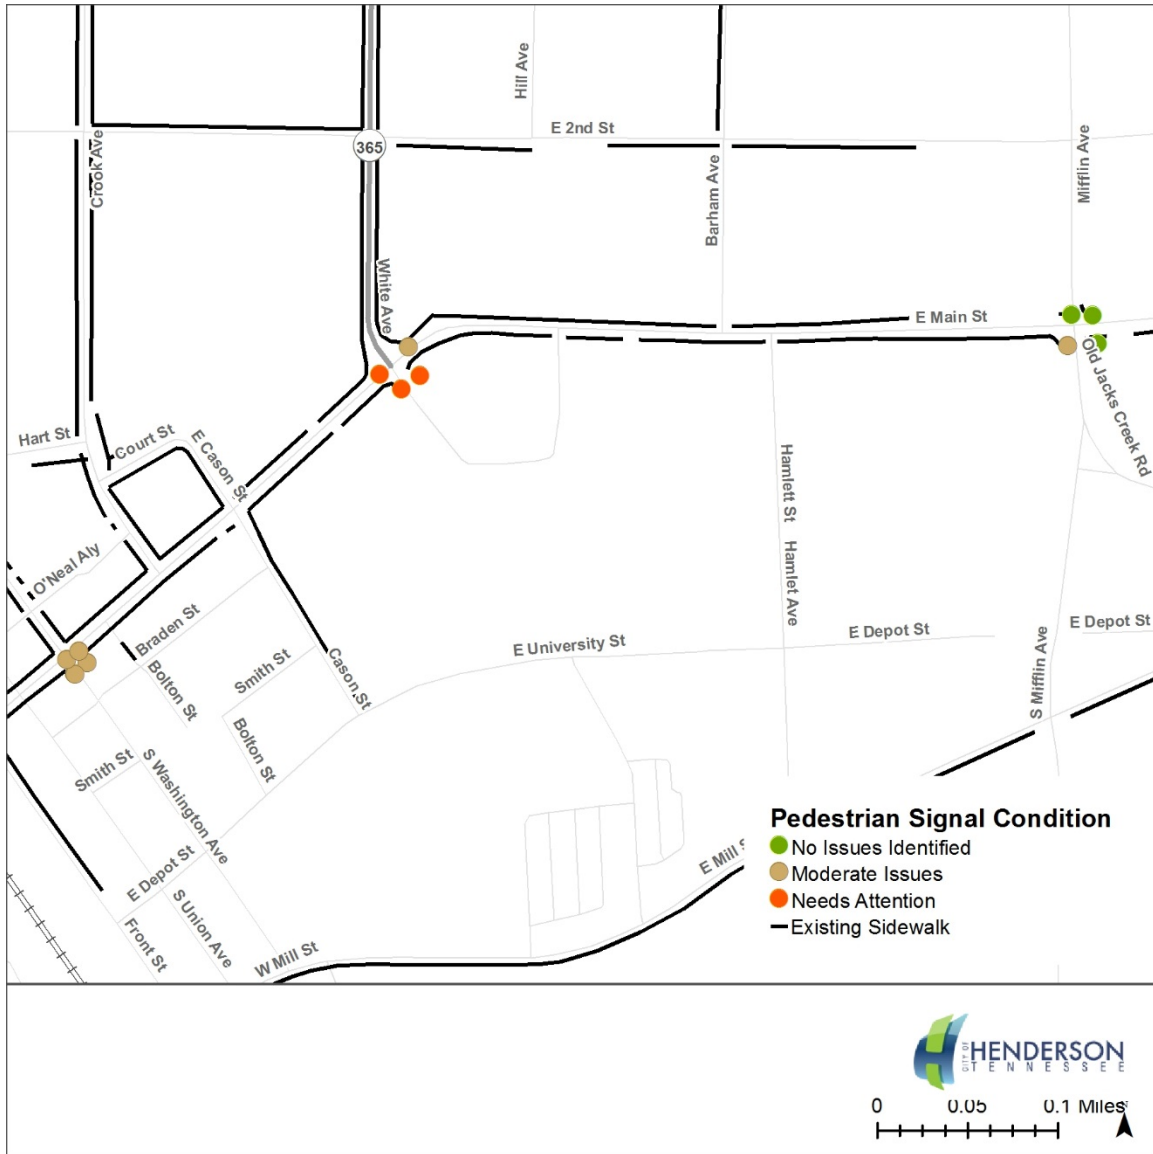 Hill Ave
E 2nd St
365
Crook Ave
Barham Ave
Mifflin Ave
White Ave
E Main St
Old Jacks Creek Rd
Hart St
Court St
E Cason St
O'Neal Aly
Hamlett St
Hamlet Ave
Braden St
Bolton St
Smith St
Cason St
E University St
E Depot St
E Depot St
S Mifflin Ave
Bolton St
Smith St
S Washington Ave
E Depot St
S Union Ave
Front St
W Mill St
E Mill S
Pedestrian Signal Condition
No Issues Identified
Moderate Issues
Needs Attention
Existing Sidewalk
CITY OF
HENDERSON
TENNESSEE
0 0.05 0.1 Miles